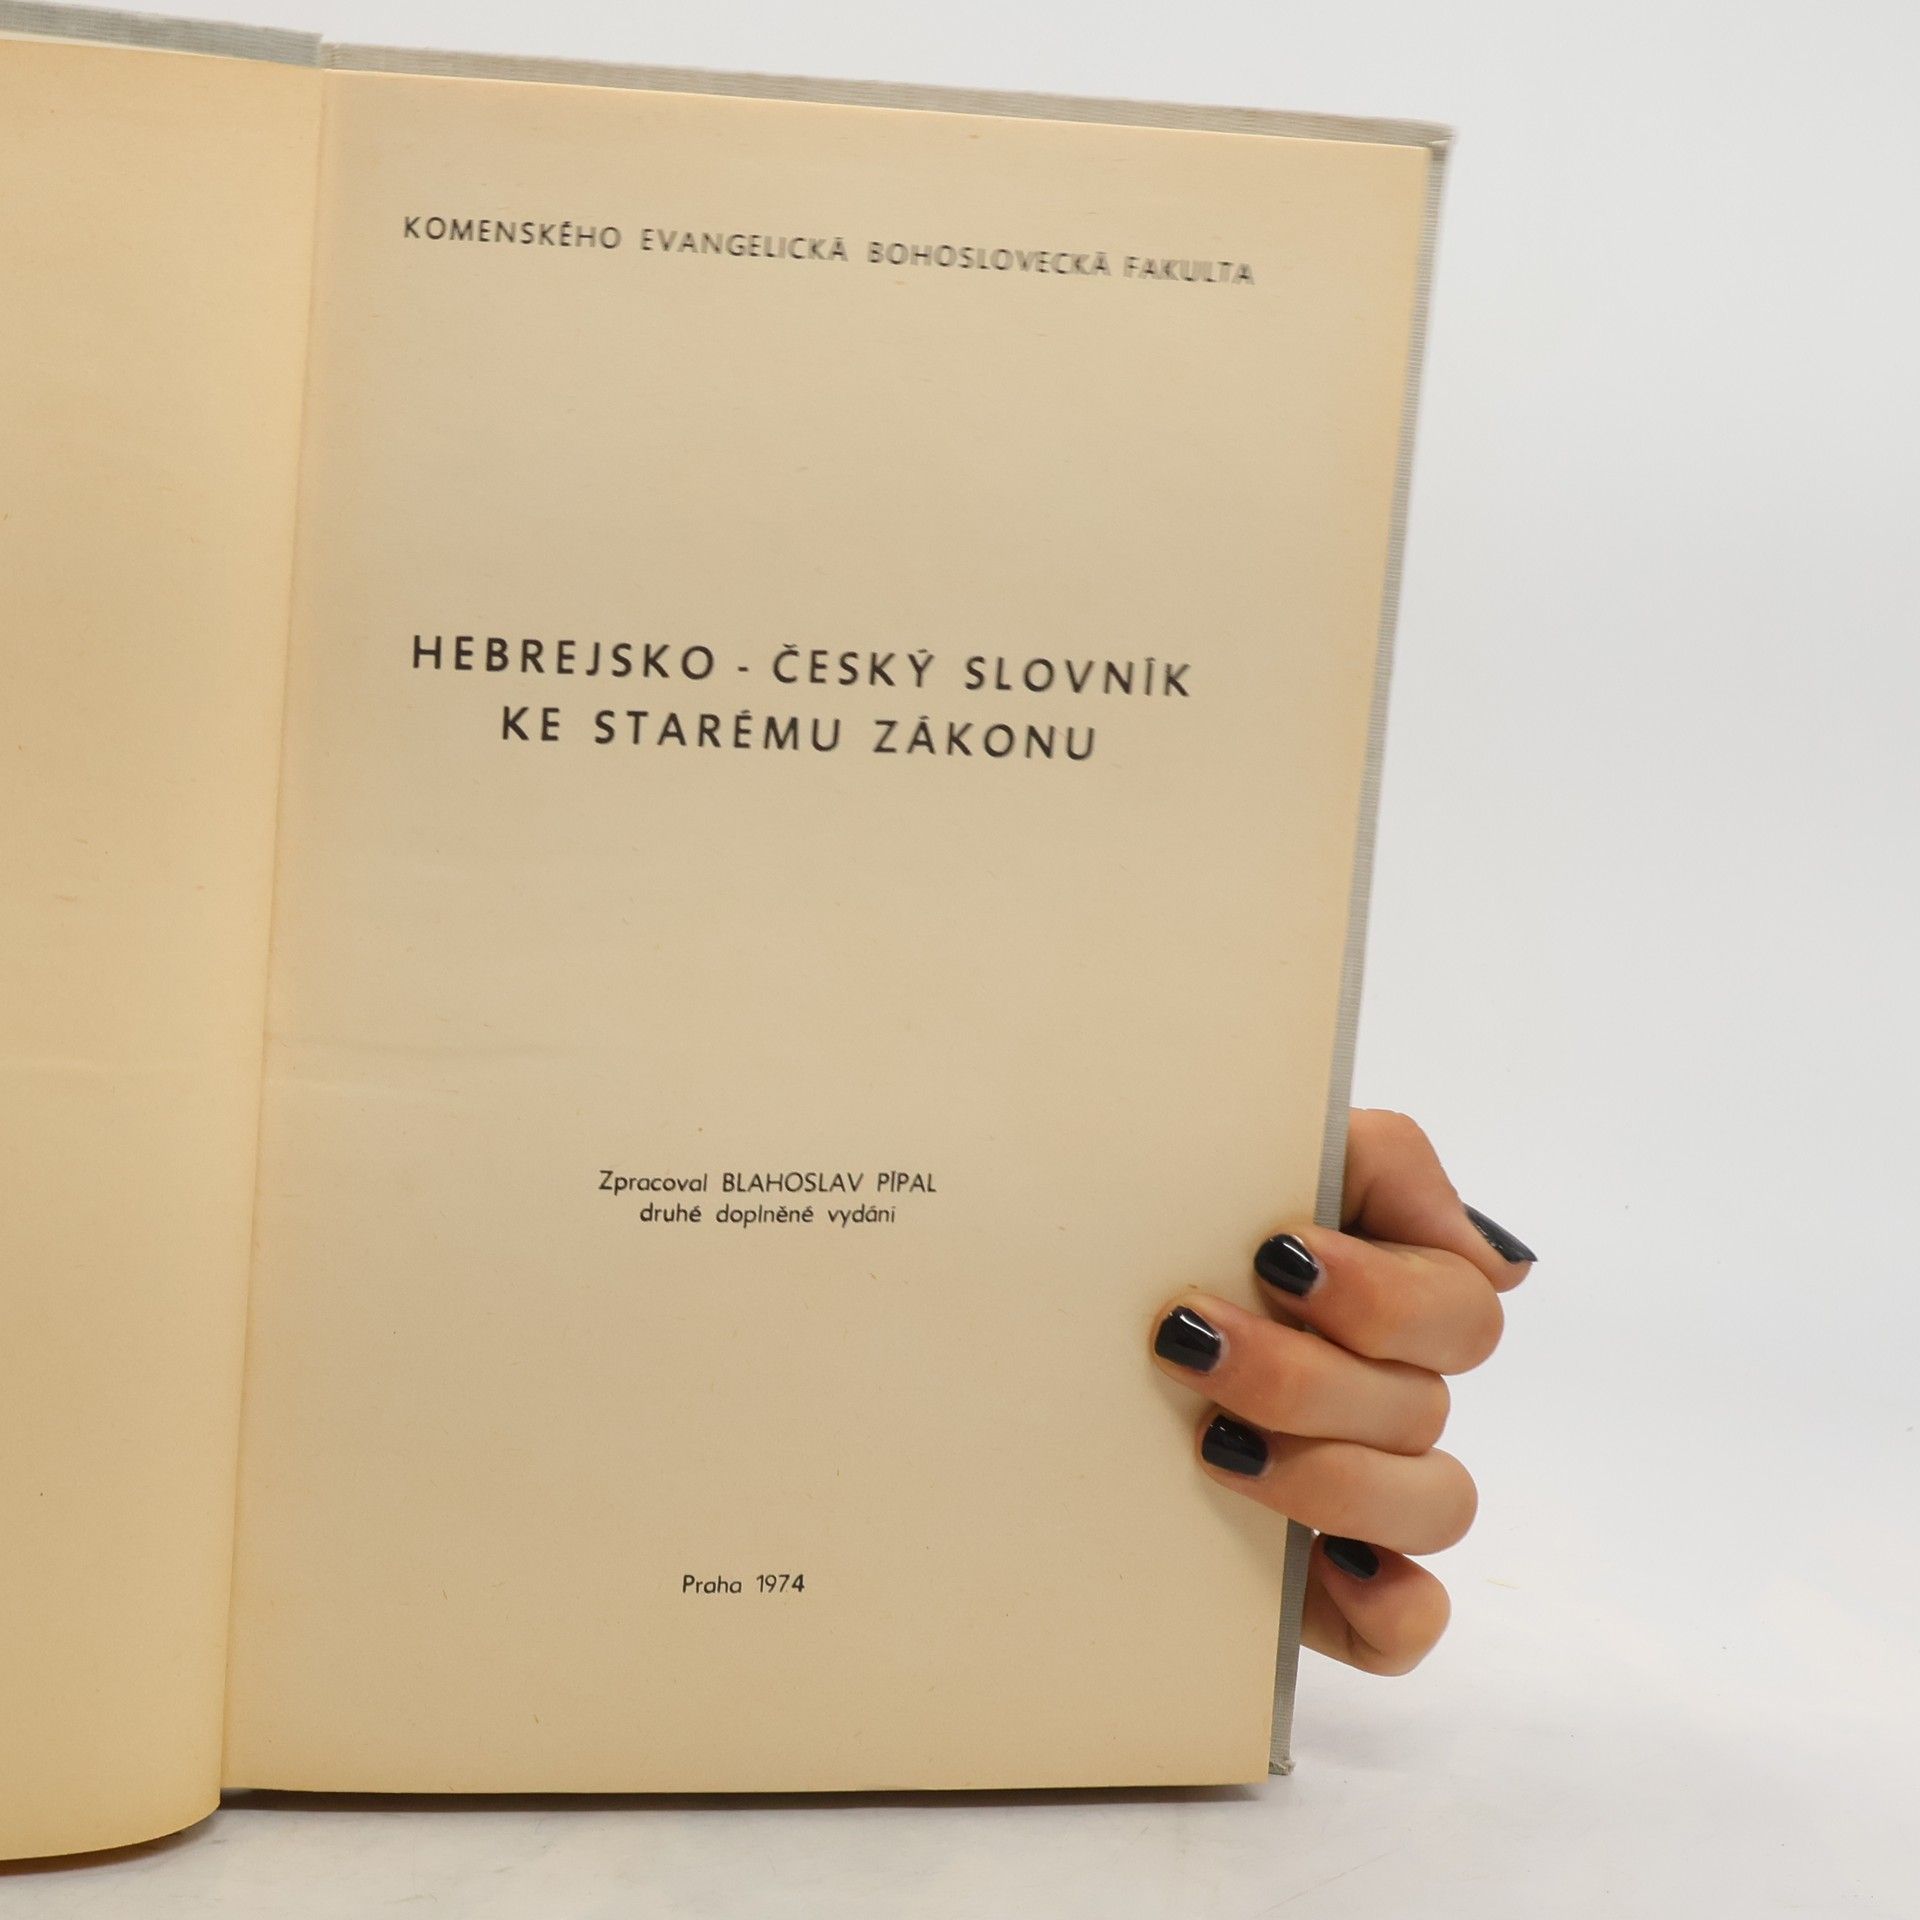 KOMENSKÉHO EVANGELICKÁ BOHOSLOVECKÁ FAKULTA
HEBREJSKO - ČESKÝ SLOVNÍK
KE STARÉMU ZÁKONU
Zpracoval BLAHOSLAV PÍPAL
druhé doplněné vydání
Praha 1974